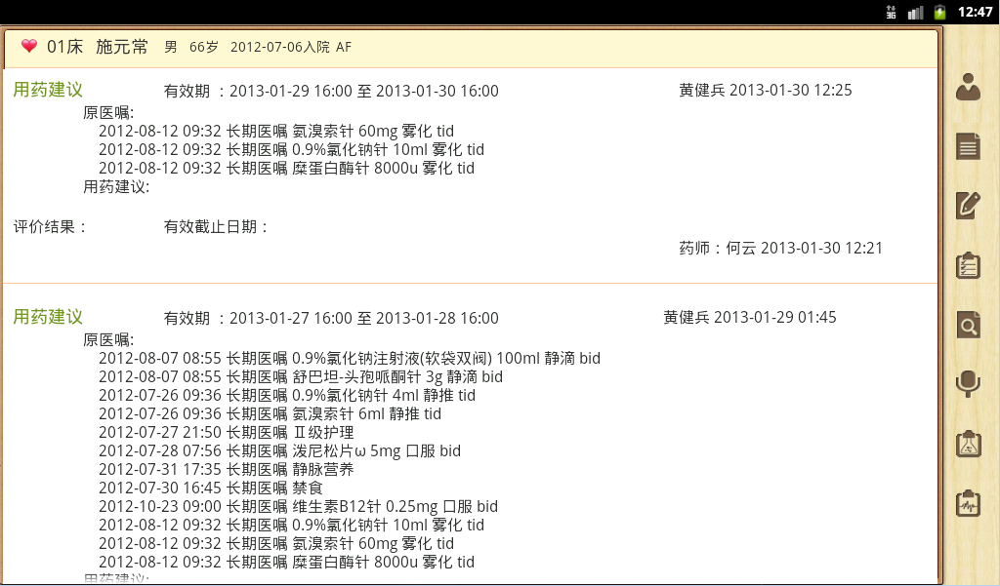 3G 12:47
01床 施元常 男 66岁 2012-07-06入院 AF
用药建议 有效期 ：2013-01-29 16:00 至 2013-01-30 16:00 黄健兵 2013-01-30 12:25
原医嘱:
2012-08-12 09:32 长期医嘱 氨溴索针 60mg 雾化 tid
2012-08-12 09:32 长期医嘱 0.9%氯化钠针 10ml 雾化 tid
2012-08-12 09:32 长期医嘱 糜蛋白酶针 8000u 雾化 tid
用药建议:
评价结果： 有效截止日期：
药师：何云 2013-01-30 12:21
用药建议 有效期 ：2013-01-27 16:00 至 2013-01-28 16:00 黄健兵 2013-01-29 01:45
原医嘱:
2012-08-07 08:55 长期医嘱 0.9%氯化钠注射液(软袋双阀) 100ml 静滴 bid
2012-08-07 08:55 长期医嘱 舒巴坦-头孢哌酮针 3g 静滴 bid
2012-07-26 09:36 长期医嘱 0.9%氯化钠针 4ml 静推 tid
2012-07-26 09:36 长期医嘱 氨溴索针 6ml 静推 tid
2012-07-27 21:50 长期医嘱 Ⅱ级护理
2012-07-28 07:56 长期医嘱 泼尼松片ω 5mg 口服 bid
2012-07-31 17:35 长期医嘱 静脉营养
2012-07-30 16:45 长期医嘱 禁食
2012-10-23 09:00 长期医嘱 维生素B12针 0.25mg 口服 bid
2012-08-12 09:32 长期医嘱 0.9%氯化钠针 10ml 雾化 tid
2012-08-12 09:32 长期医嘱 氨溴索针 60mg 雾化 tid
2012-08-12 09:32 长期医嘱 糜蛋白酶针 8000u 雾化 tid
用药建议: